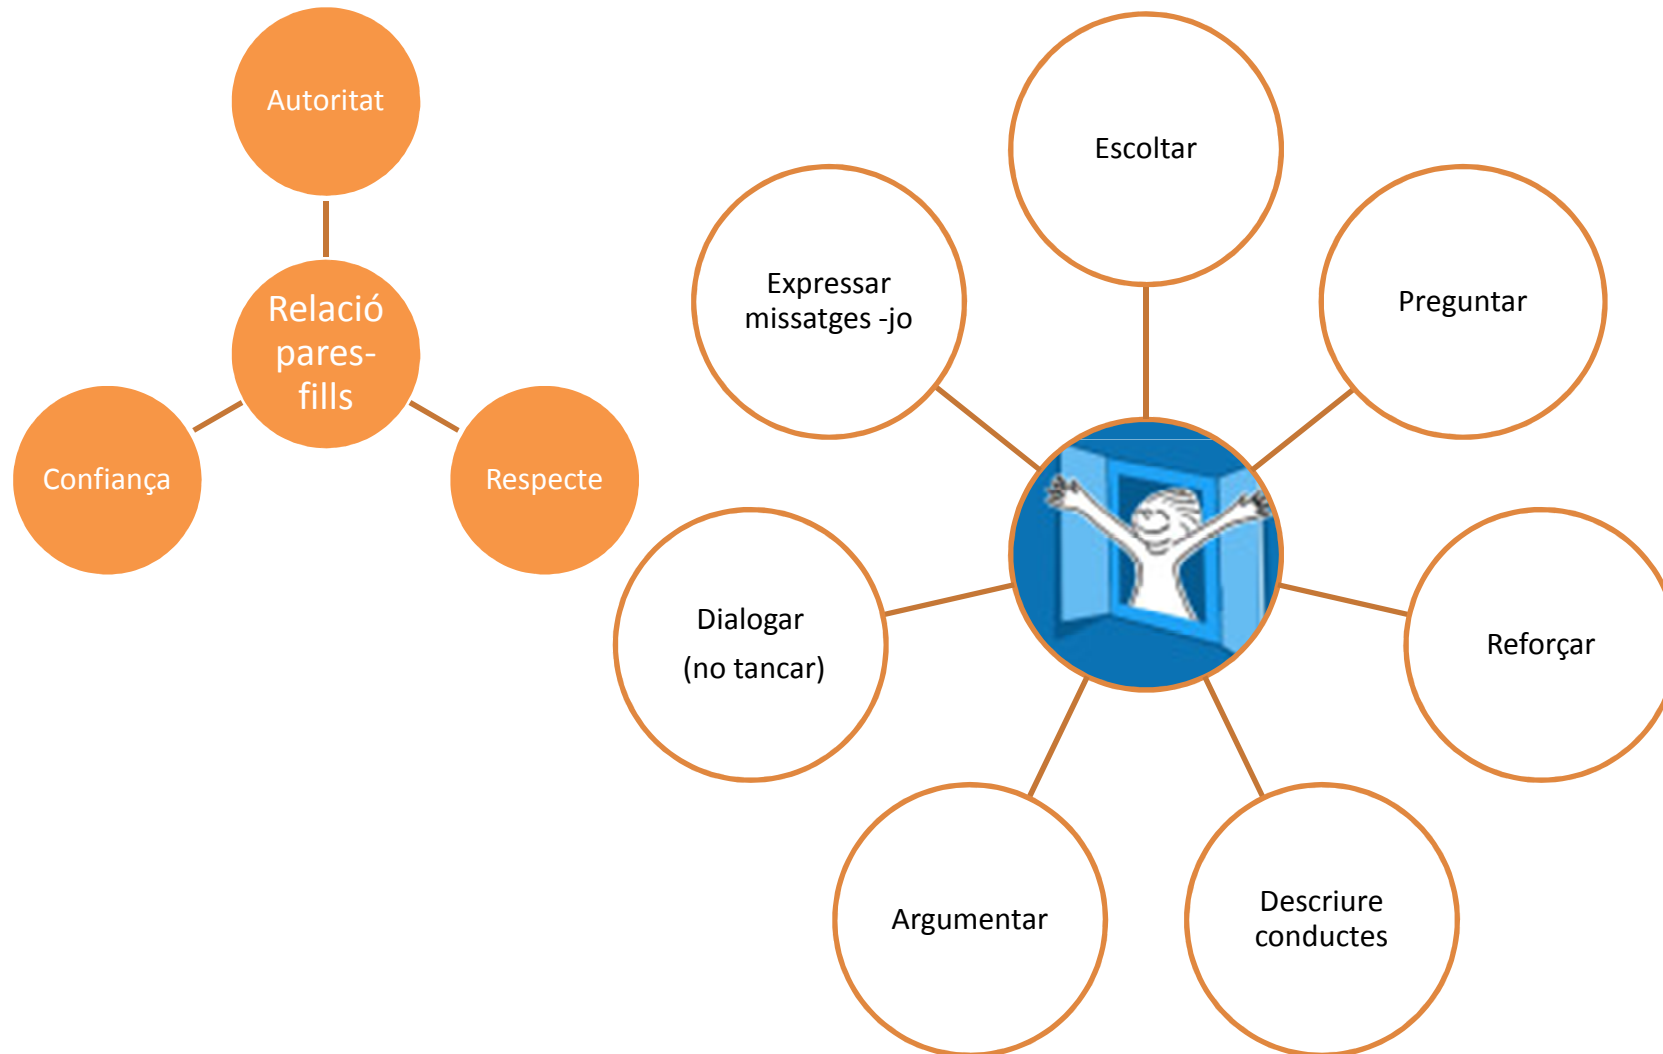 Autoritat
Relació
pares-
fills
Confiança
Respecte
Escoltar
Preguntar
Reforçar
Descriure
conductes
Argumentar
Dialogar
(no tancar)
Expressar
missatges -jo